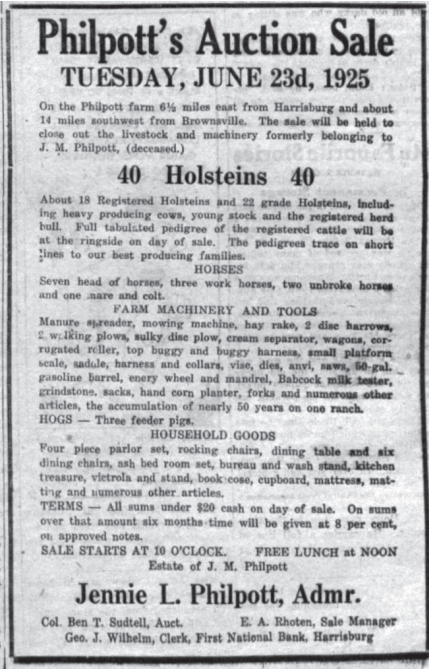 Philpott's Auction Sale
TUESDAY, JUNE 23d, 1925
On the Philpott farm 6½ miles east from Harrisburg and about
14 miles southwest from Brownsville. The sale will be held to
close out the livestock and machinery formerly belonging to
J. M. Philpott, (deceased.)
40 Holsteins 40
About 18 Registered Holsteins and 22 grade Holsteins, includ-
ing heavy producing cows, young stock and the registered herd
bull. Full tabulated pedigree of the registered cattle will be
at the ringside on day of sale. The pedigrees trace on short
lines to our best producing families.
HORSES
Seven head of horses, three work horses, two unbroke horses
and one mare and colt.
FARM MACHINERY AND TOOLS
Manure spreader, mowing machine, hay rake, 2 disc harrows,
2 walking plows, sulky disc plow, cream separator, wagons, cor-
rugated roller, top buggy and buggy harness, small platform
scale, saddle, harness and collars, vise, dies, anvi, saws, 50-gal.
gasoline barrel, enery wheel and mandrel, Babcock milk tester,
grindstone, sacks, hand corn planter, forks and numerous other
articles, the accumulation of nearly 50 years on one ranch.
HOGS — Three feeder pigs.
HOUSEHOLD GOODS
Four piece parlor set, rocking chairs, dining table and six
dining chairs, ash bed room set, bureau and wash stand, kitchen
treasure, victrola and stand, book cose, cupboard, mattress, mat-
ting and numerous other articles.
TERMS — All sums under $20 cash on day of sale. On sums
over that amount six months time will be given at 8 per cent,
on approved notes.
SALE STARTS AT 10 O'CLOCK. FREE LUNCH at NOON
Estate of J. M. Philpott
Jennie L. Philpott, Admr.
Col. Ben T. Sudtell, Auct. E. A. Rhoten, Sale Manager
Geo. J. Wilhelm, Clerk, First National Bank, Harrisburg